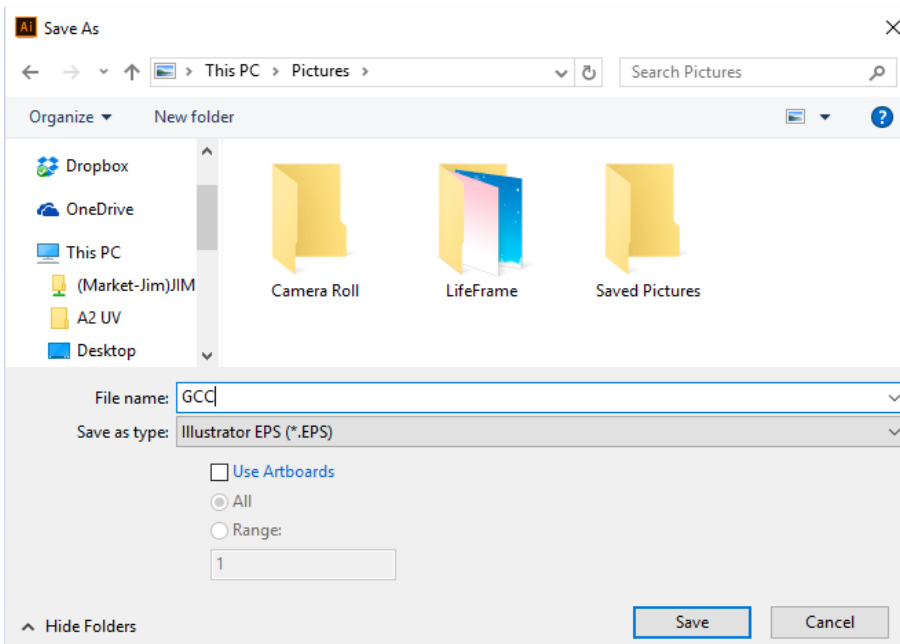 Ai Save As
This PC > Pictures >
Search Pictures
Organize
New folder
?
Dropbox
OneDrive
This PC
(Market-Jim)JIM
A2 UV
Desktop
Camera Roll
LifeFrame
Saved Pictures
File name: GCC
Save as type: Illustrator EPS (*.EPS)
Use Artboards
All
Range:
1
Hide Folders
Save
Cancel